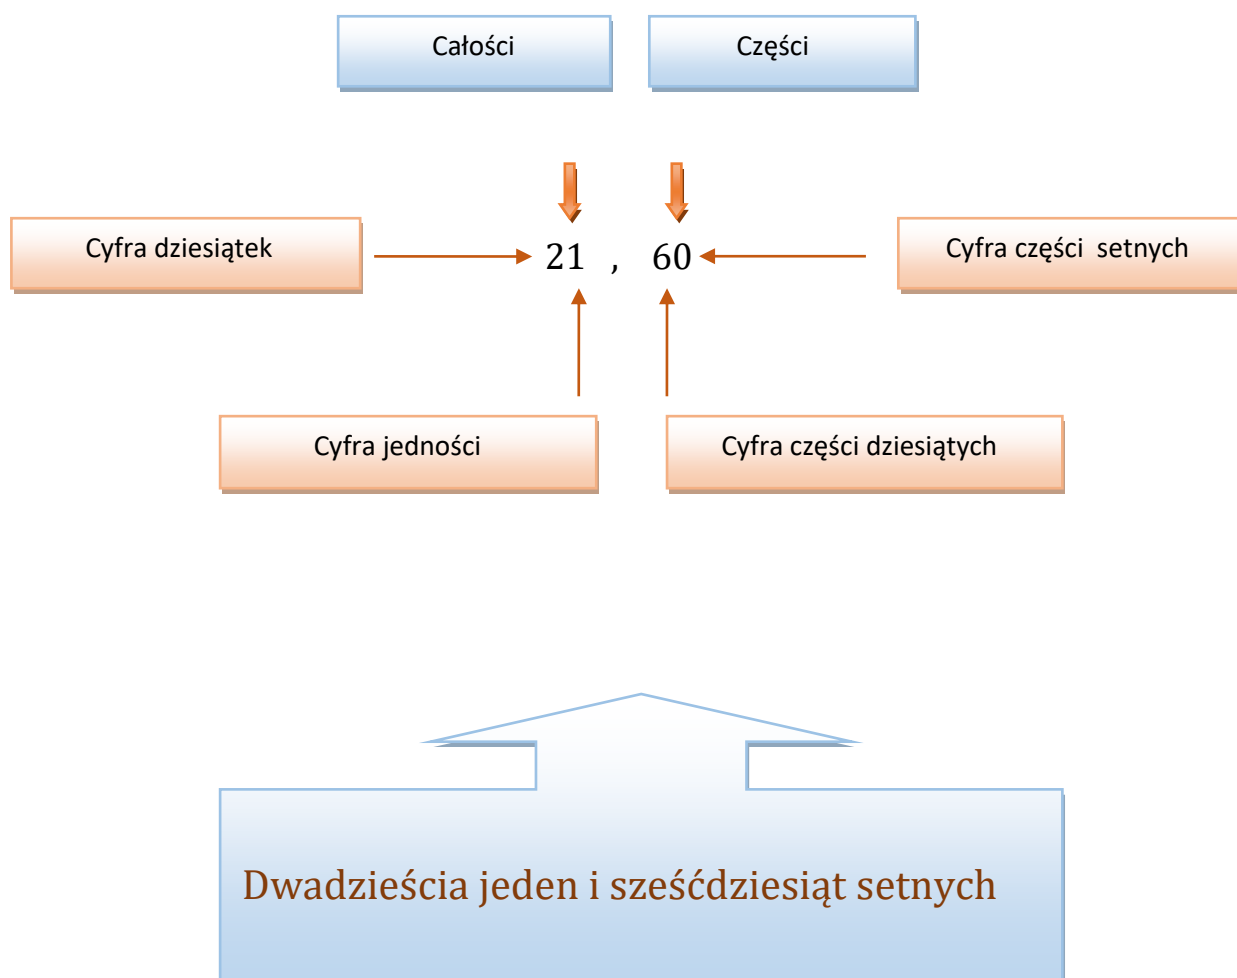 Całości
Części
Cyfra dziesiątek
21 , 60
Cyfra części setnych
Cyfra jedności
Cyfra części dziesiątych
Dwadzieścia jeden i sześćdziesiąt setnych